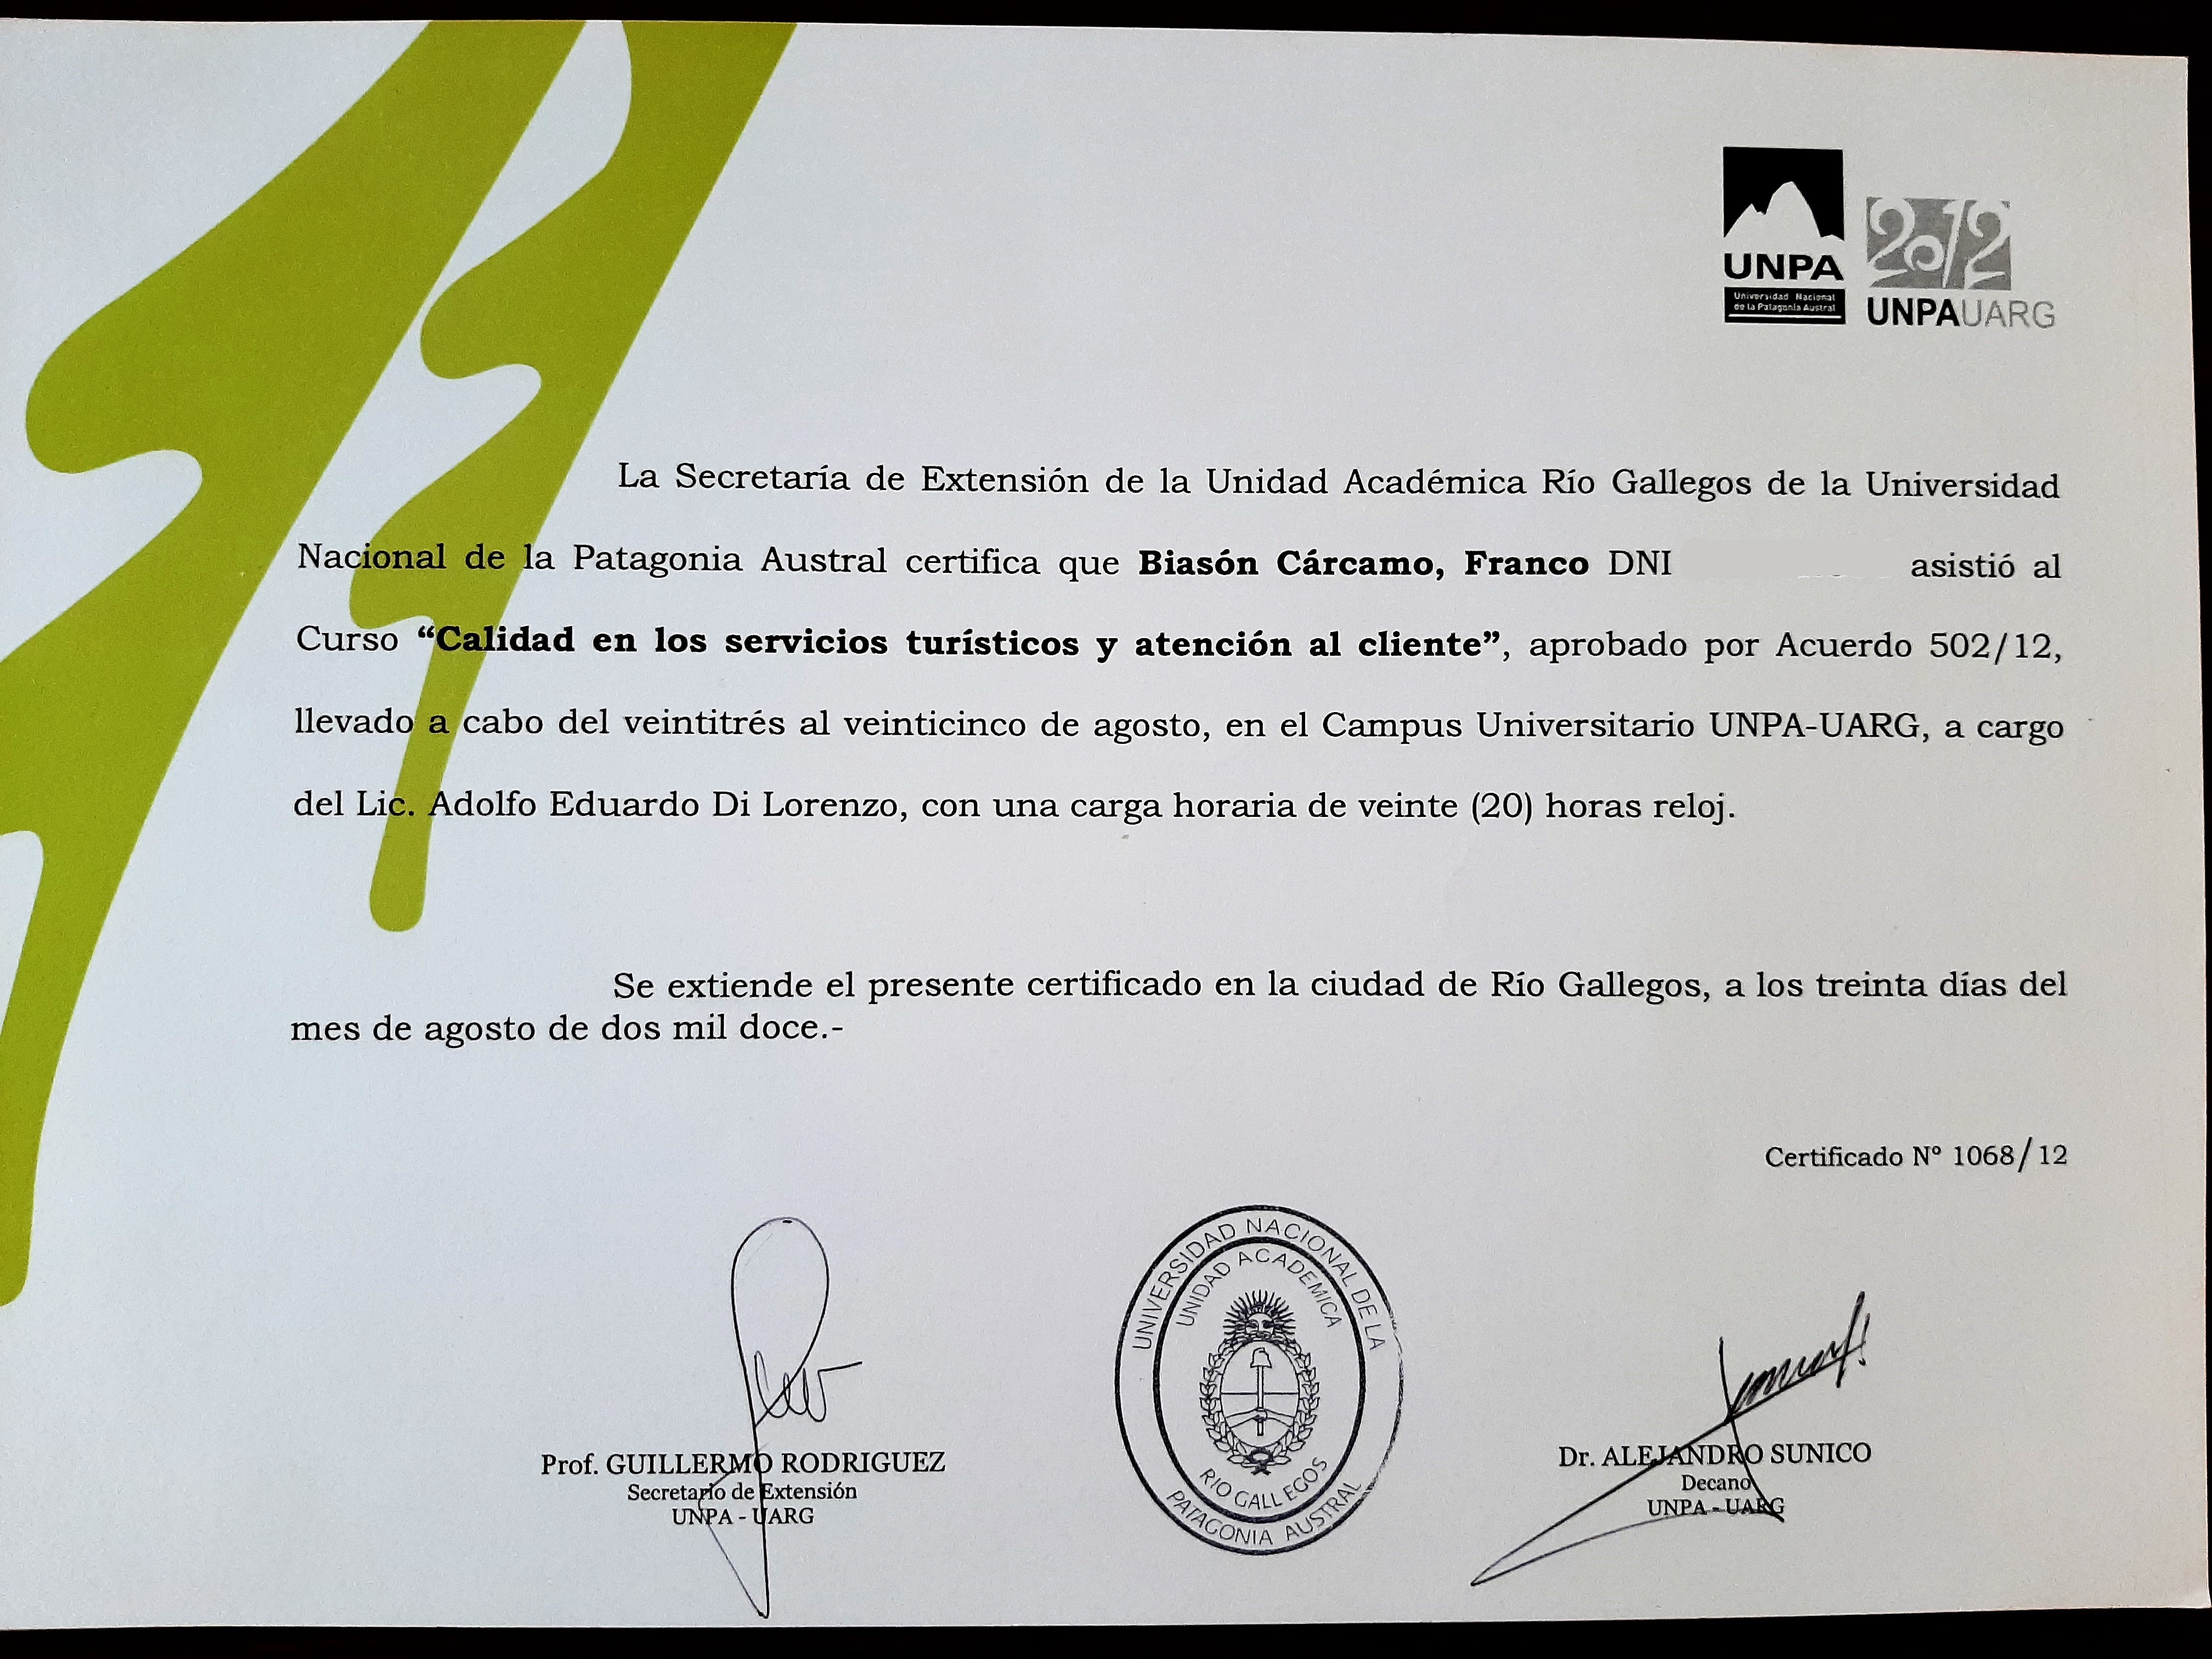 UNPA
Universidad Nacional
de la Patagonia Austral
2012
UNPAUARG
La Secretaría de Extensión de la Unidad Académica Río Gallegos de la Universidad
Nacional de la Patagonia Austral certifica que Biasón Cárcamo, Franco DNI asistió al
Curso “Calidad en los servicios turísticos y atención al cliente”, aprobado por Acuerdo 502/12,
llevado a cabo del veintitrés al veinticinco de agosto, en el Campus Universitario UNPA-UARG, a cargo
del Lic. Adolfo Eduardo Di Lorenzo, con una carga horaria de veinte (20) horas reloj.
Se extiende el presente certificado en la ciudad de Río Gallegos, a los treinta días del
mes de agosto de dos mil doce.-
Certificado Nº 1068/12
Prof. GUILLERMO RODRIGUEZ
Secretario de Extensión
UNPA - UARG
UNIVERSIDAD NACIONAL DE LA
PATAGONIA AUSTRAL
UNIDAD ACADEMICA
RIO GALLEGOS
Dr. ALEJANDRO SUNICO
Decano
UNPA - UARG